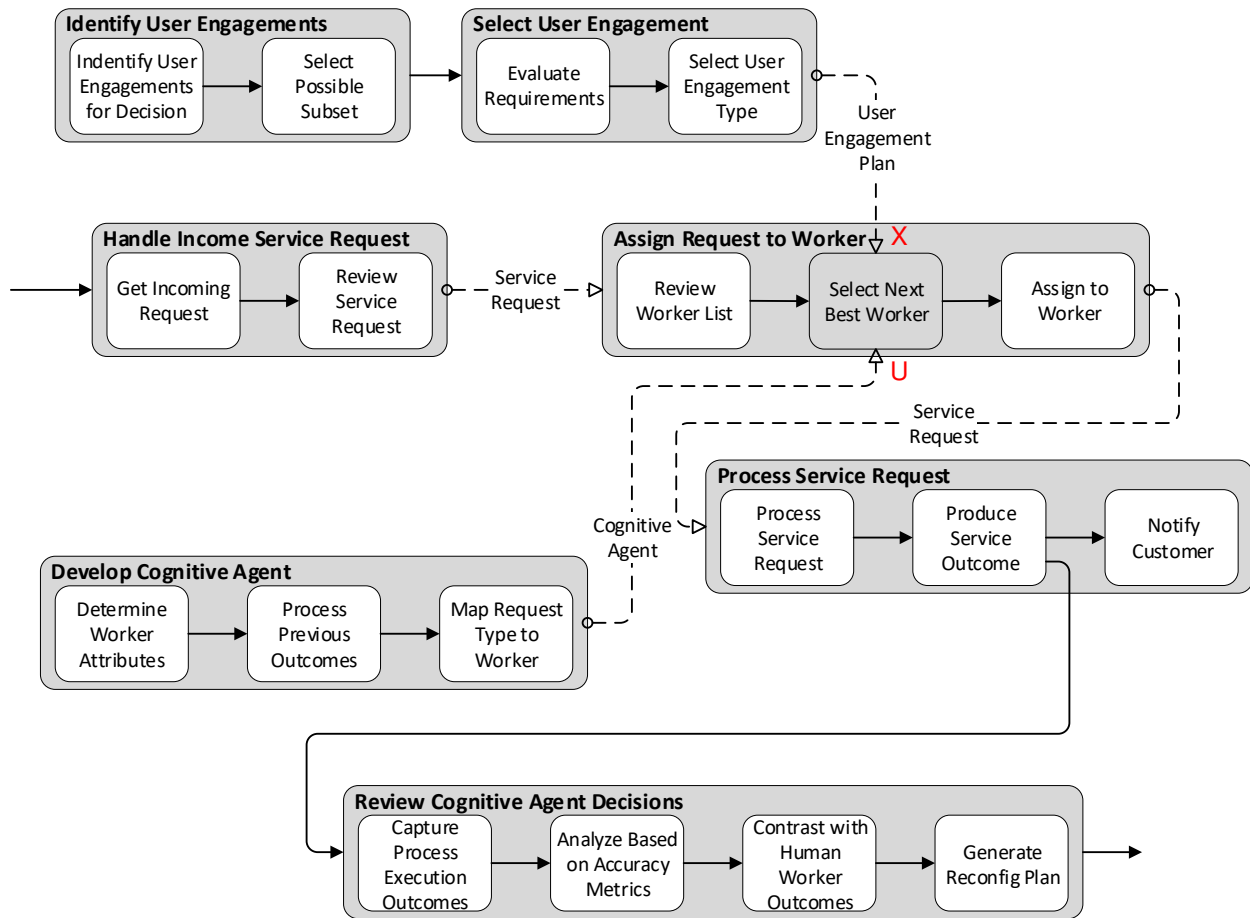 Identify User Engagements
Indentify User
Engagements
for Decision
Select
Possible
Subset
Select User Engagement
Evaluate
Requirements
Select User
Engagement
Type
User
Engagement
Plan
Handle Income Service Request
Get Incoming
Request
Review
Service
Request
Service
Request
Assign Request to Worker
X
Review
Worker List
Select Next
Best Worker
Assign to
Worker
U
Service
Request
Process Service Request
Process
Service
Request
Produce
Service
Outcome
Notify
Customer
Cognitive
Agent
Develop Cognitive Agent
Determine
Worker
Attributes
Process
Previous
Outcomes
Map Request
Type to
Worker
Review Cognitive Agent Decisions
Capture
Process
Execution
Outcomes
Analyze Based
on Accuracy
Metrics
Contrast with
Human
Worker
Outcomes
Generate
Reconfig Plan